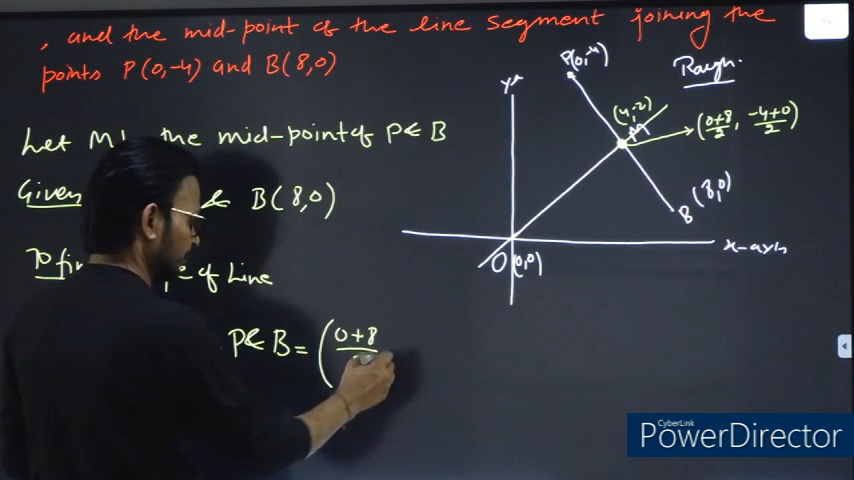 , and the mid-point of the line segment joining the
points P(0,-4) and B(8,0)
Let M the mid-point of P & B
Given & B(8,0)
To fin of Line
P & B = (0+8
Rough.
P(0,-4)
(4,-2)
M
(0+8/2, -4+0/2)
B (8,0)
x-axis
O (0,0)
CyberLink
PowerDirector